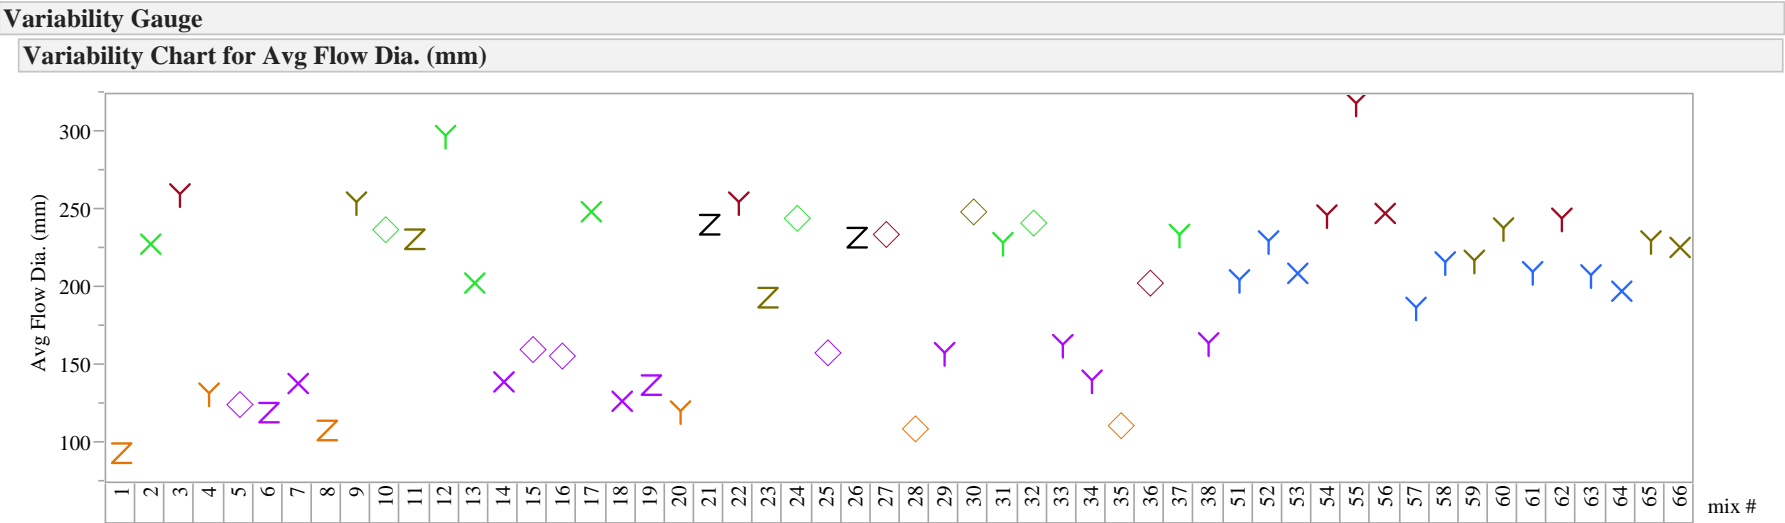 Variability Gauge
Variability Chart for Avg Flow Dia. (mm)
Avg Flow Dia. (mm)
300
250
200
150
100
1 2 3 4 5 6 7 8 9 10 11 12 13 14 15 16 17 18 19 20 21 22 23 24 25 26 27 28 29 30 31 32 33 34 35 36 37 38 51 52 53 54 55 56 57 58 59 60 61 62 63 64 65 66
mix #